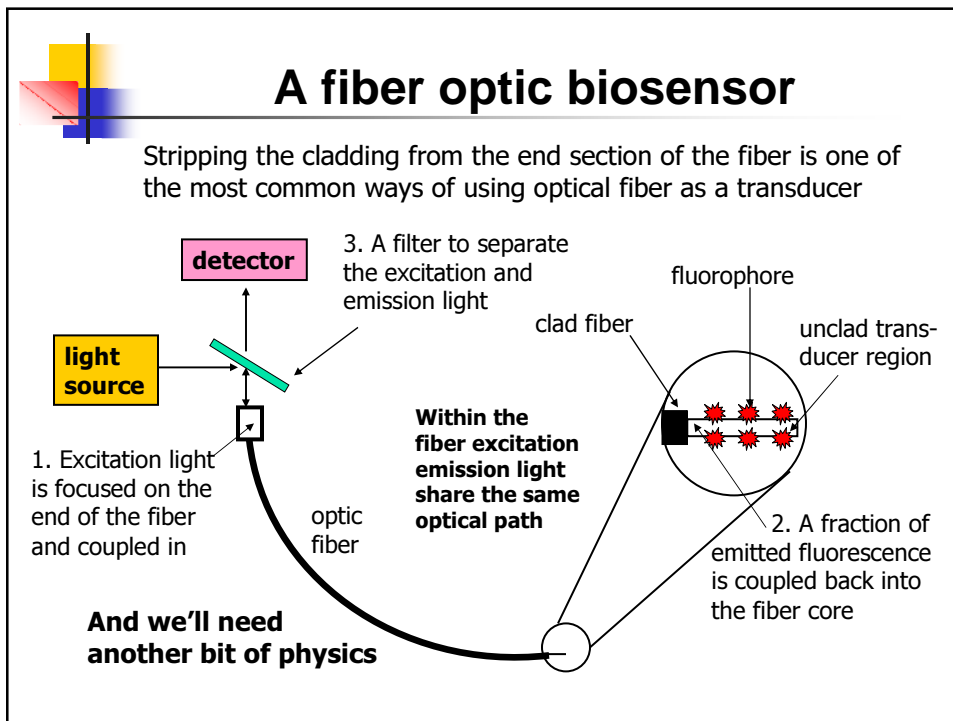 A fiber optic biosensor
Stripping the cladding from the end section of the fiber is one of
the most common ways of using optical fiber as a transducer
detector
3. A filter to separate
the excitation and
emission light
fluorophore
clad fiber
unclad trans-
ducer region
light
source
Within the
fiber excitation
emission light
share the same
optical path
1. Excitation light
is focused on the
end of the fiber
and coupled in
optic
fiber
2. A fraction of
emitted fluorescence
is coupled back into
the fiber core
And we'll need
another bit of physics